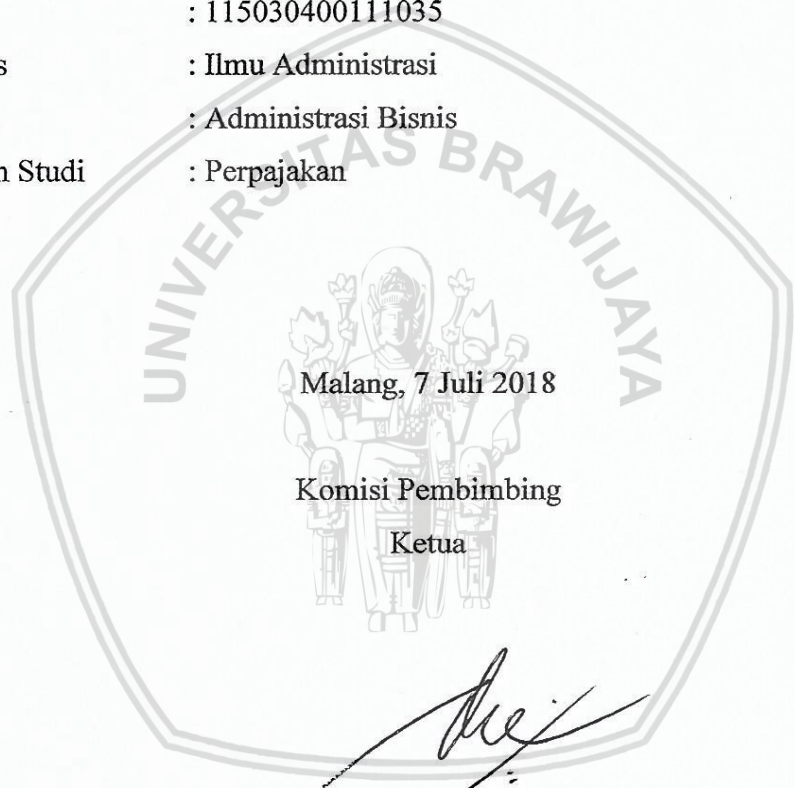 : 115030400111035
s : Ilmu Administrasi
: Administrasi Bisnis
n Studi : Perpajakan
UNIVERSITAS BRAWIJAYA
Malang, 7 Juli 2018
Komisi Pembimbing
Ketua